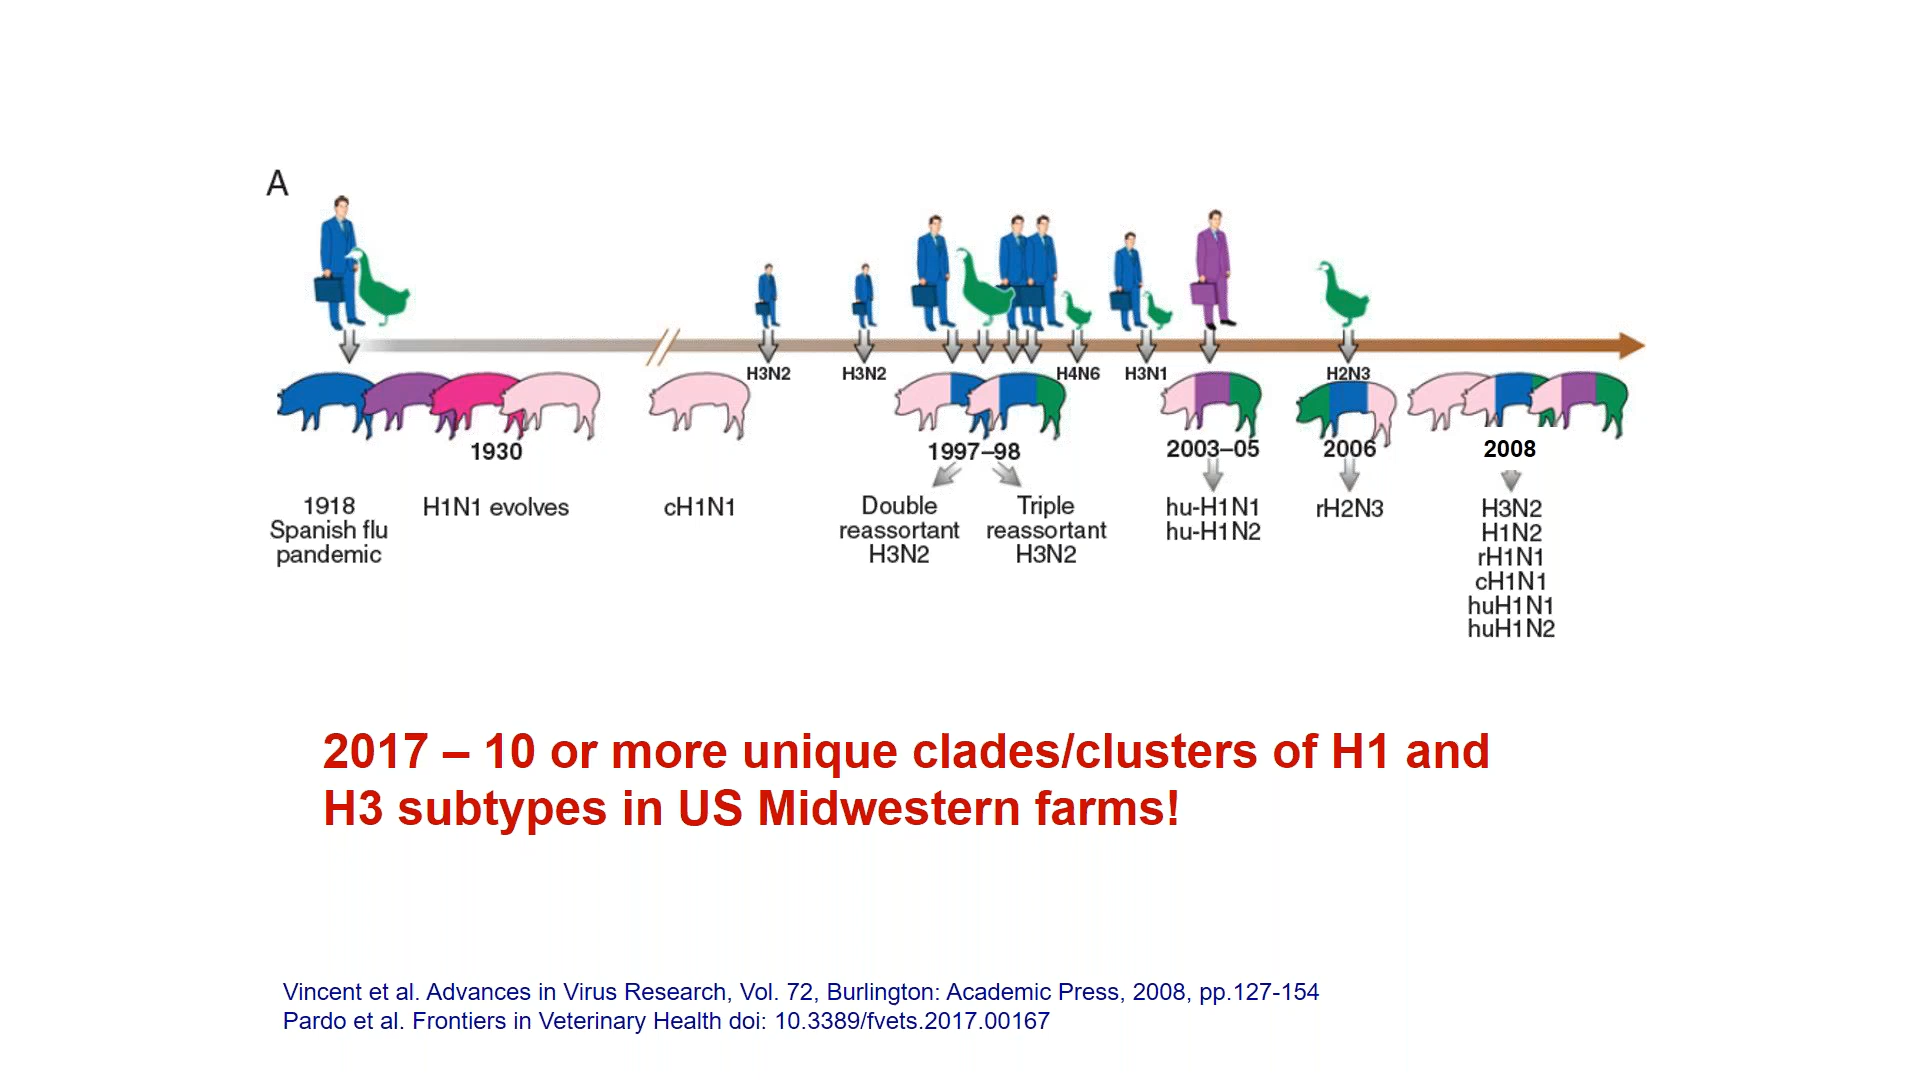 A
H3N2
H3N2
H4N6
H3N1
H2N3
1930
1997–98
2003–05
2006
2008
1918
Spanish flu
pandemic
H1N1 evolves
cH1N1
Double
reassortant
H3N2
Triple
reassortant
H3N2
hu-H1N1
hu-H1N2
rH2N3
H3N2
H1N2
rH1N1
cH1N1
huH1N1
huH1N2
2017 – 10 or more unique clades/clusters of H1 and
H3 subtypes in US Midwestern farms!
Vincent et al. Advances in Virus Research, Vol. 72, Burlington: Academic Press, 2008, pp.127-154
Pardo et al. Frontiers in Veterinary Health doi: 10.3389/fvets.2017.00167